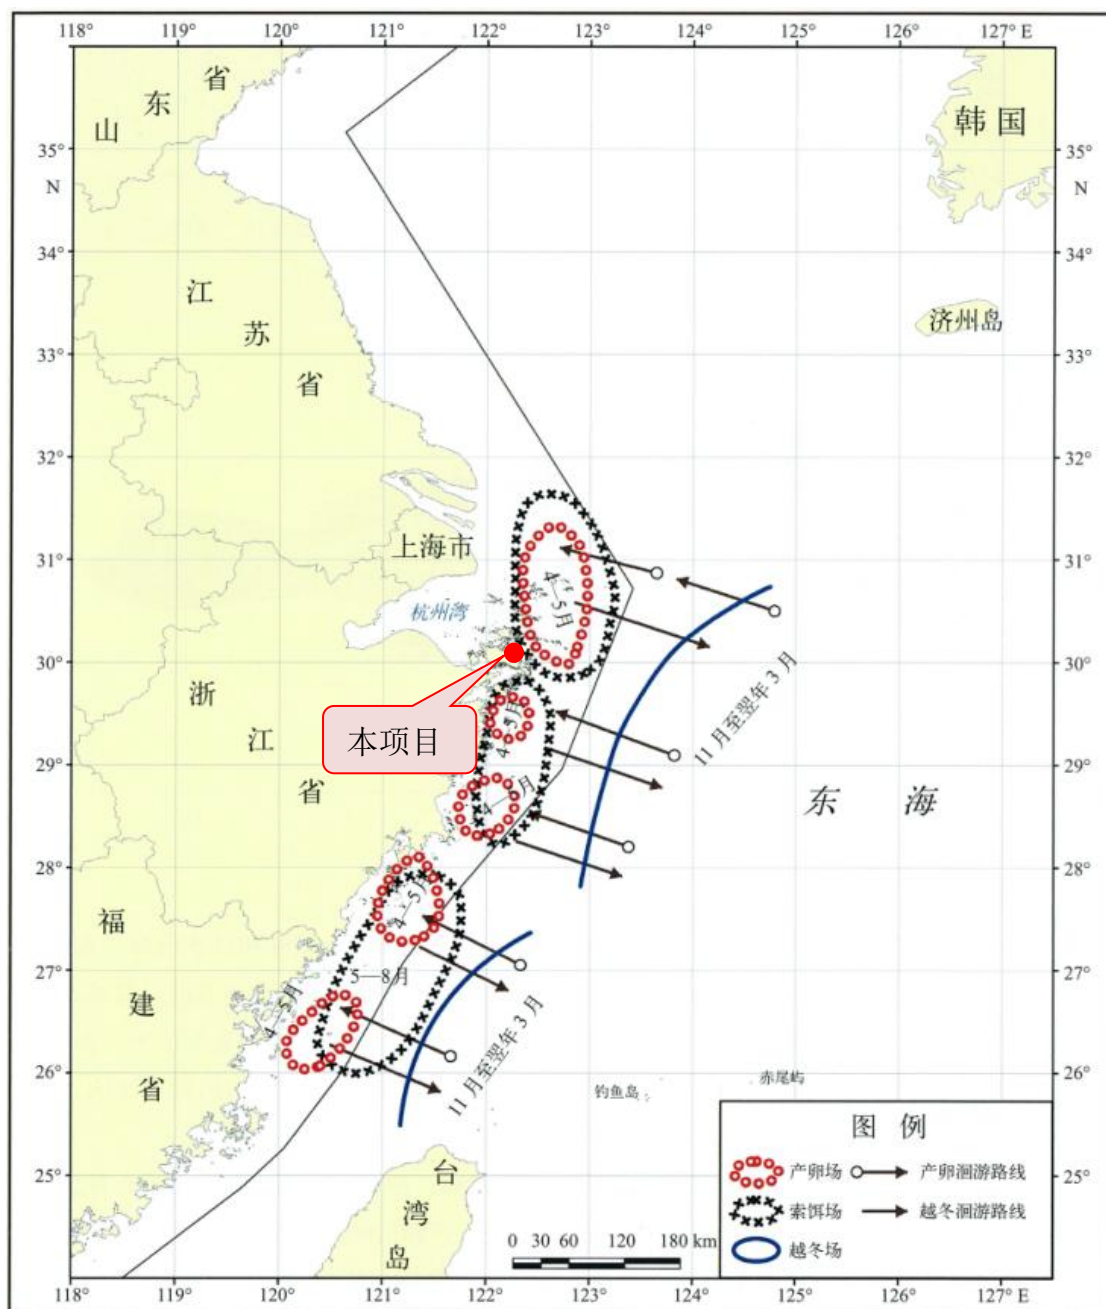 118° 119° 120° 121° 122° 123° 124° 125° 126° 127° E
山东省
韩国
35° 35°
N N
34° 34°
江苏省
济州岛
33° 33°
32° 32°
上海市
31° 31°
4—5月
杭州湾
30° 30°
浙江省
本项目
4—5月
11月至翌年3月
29° 29°
4—5月
东海
28° 28°
福建省
4—5月
27° 27°
5—8月
4—5月
11月至翌年3月
26° 26°
钓鱼岛
赤尾屿
25° 25°
台湾岛
0 30 60 120 180 km
图例
产卵场 产卵洄游路线
索饵场 越冬洄游路线
越冬场
118° 119° 120° 121° 122° 123° 124° 125° 126° 127° E